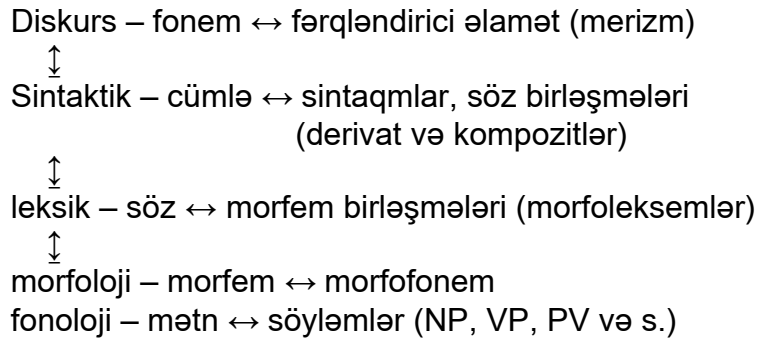 Diskurs – fonem ↔ fərqləndirici əlamət (merizm)
↨
Sintaktik – cümlə ↔ sintaqmlar, söz birləşmələri
(derivat və kompozitlər)
↨
leksik – söz ↔ morfem birləşmələri (morfoleksemlər)
↨
morfoloji – morfem ↔ morfofonem
fonoloji – mətn ↔ söyləmlər (NP, VP, PV və s.)